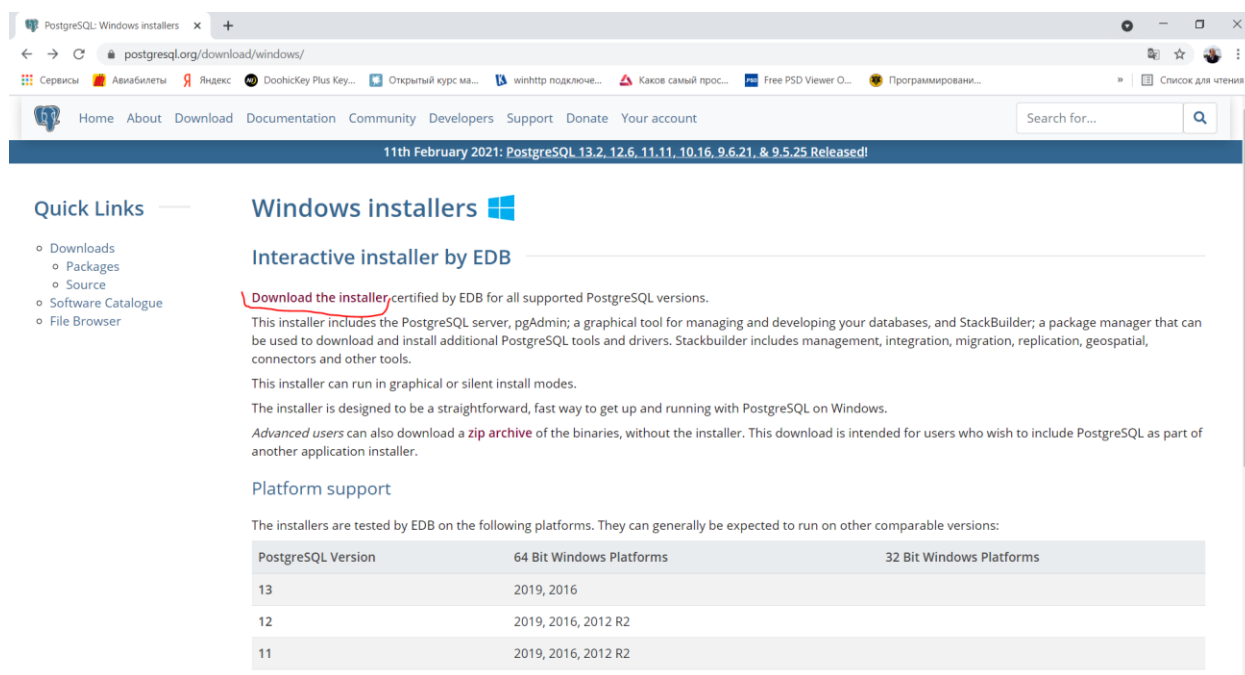 PostgreSQL: Windows installers
postgresql.org/download/windows/
Сервисы Авиабилеты Яндекс DoohicKey Plus Key... Открытый курс ма... winhttp подключе... Каков самый прос... Free PSD Viewer O... Программировани... » Список для чтения
Home About Download Documentation Community Developers Support Donate Your account Search for...
11th February 2021: PostgreSQL 13.2, 12.6, 11.11, 10.16, 9.6.21, & 9.5.25 Released!
Quick Links
Downloads
Packages
Source
Software Catalogue
File Browser
Windows installers
Interactive installer by EDB
Download the installer certified by EDB for all supported PostgreSQL versions.
This installer includes the PostgreSQL server, pgAdmin; a graphical tool for managing and developing your databases, and StackBuilder; a package manager that can
be used to download and install additional PostgreSQL tools and drivers. Stackbuilder includes management, integration, migration, replication, geospatial,
connectors and other tools.
This installer can run in graphical or silent install modes.
The installer is designed to be a straightforward, fast way to get up and running with PostgreSQL on Windows.
Advanced users can also download a zip archive of the binaries, without the installer. This download is intended for users who wish to include PostgreSQL as part of
another application installer.
Platform support
The installers are tested by EDB on the following platforms. They can generally be expected to run on other comparable versions:
PostgreSQL Version 64 Bit Windows Platforms 32 Bit Windows Platforms
13 2019, 2016
12 2019, 2016, 2012 R2
11 2019, 2016, 2012 R2